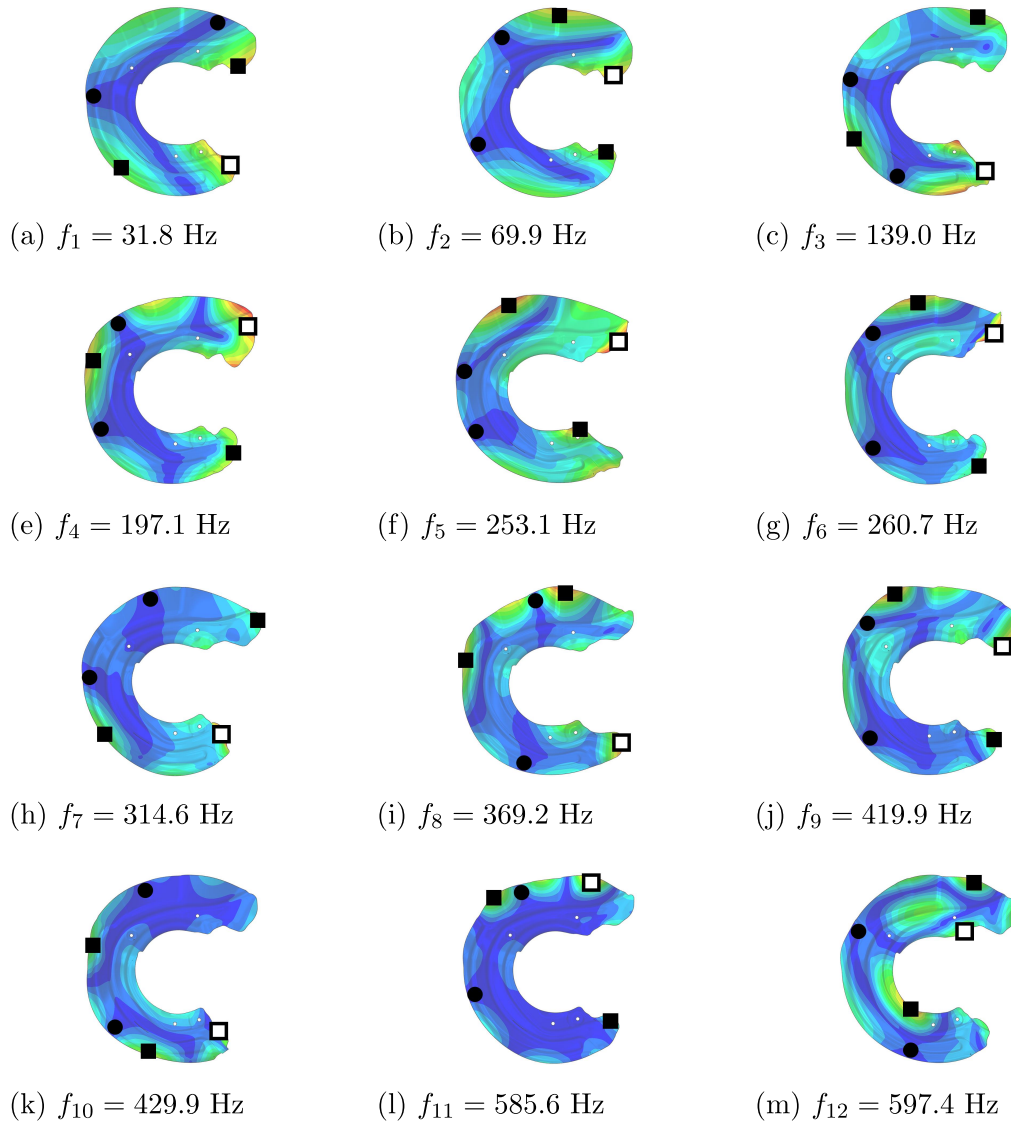 (a) f₁ = 31.8 Hz
(b) f₂ = 69.9 Hz
(c) f₃ = 139.0 Hz
(e) f₄ = 197.1 Hz
(f) f₅ = 253.1 Hz
(g) f₆ = 260.7 Hz
(h) f₇ = 314.6 Hz
(i) f₈ = 369.2 Hz
(j) f₉ = 419.9 Hz
(k) f₁₀ = 429.9 Hz
(l) f₁₁ = 585.6 Hz
(m) f₁₂ = 597.4 Hz